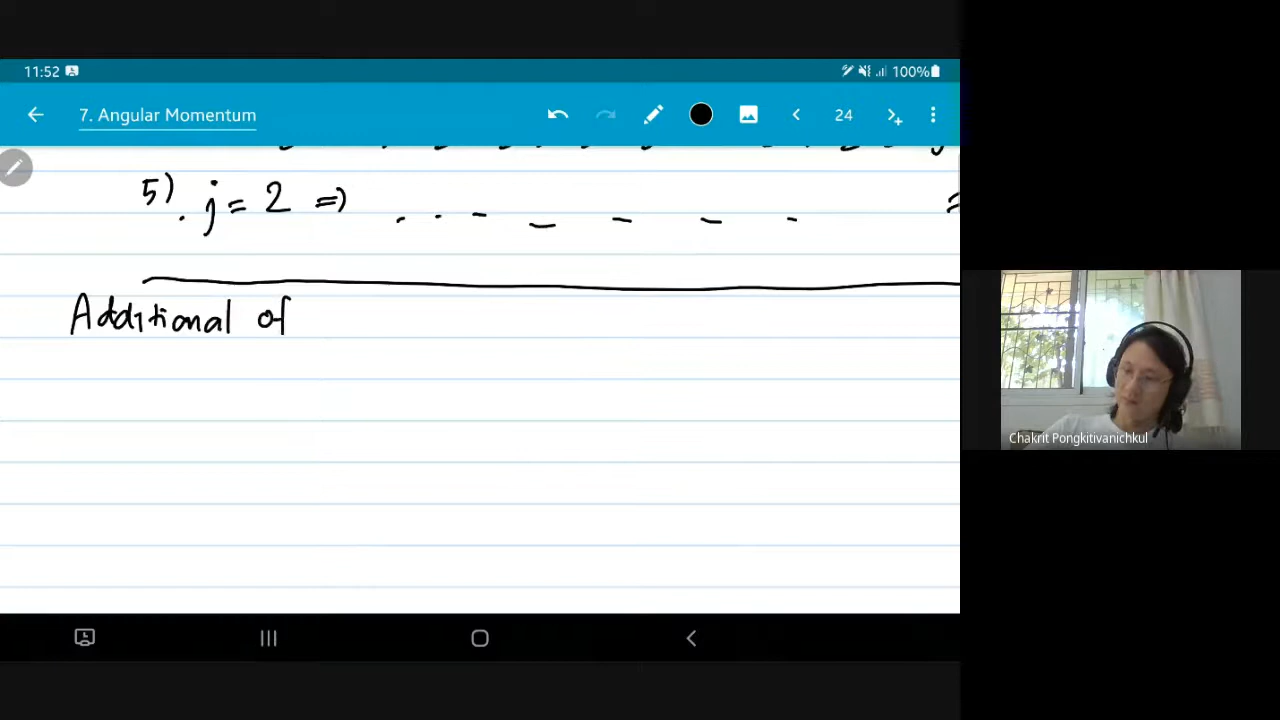 11:52 100%
7. Angular Momentum 24
5) . j = 2 ⇒ . . - - - - - =
Additional of
Chakrit Pongkitivanichkul